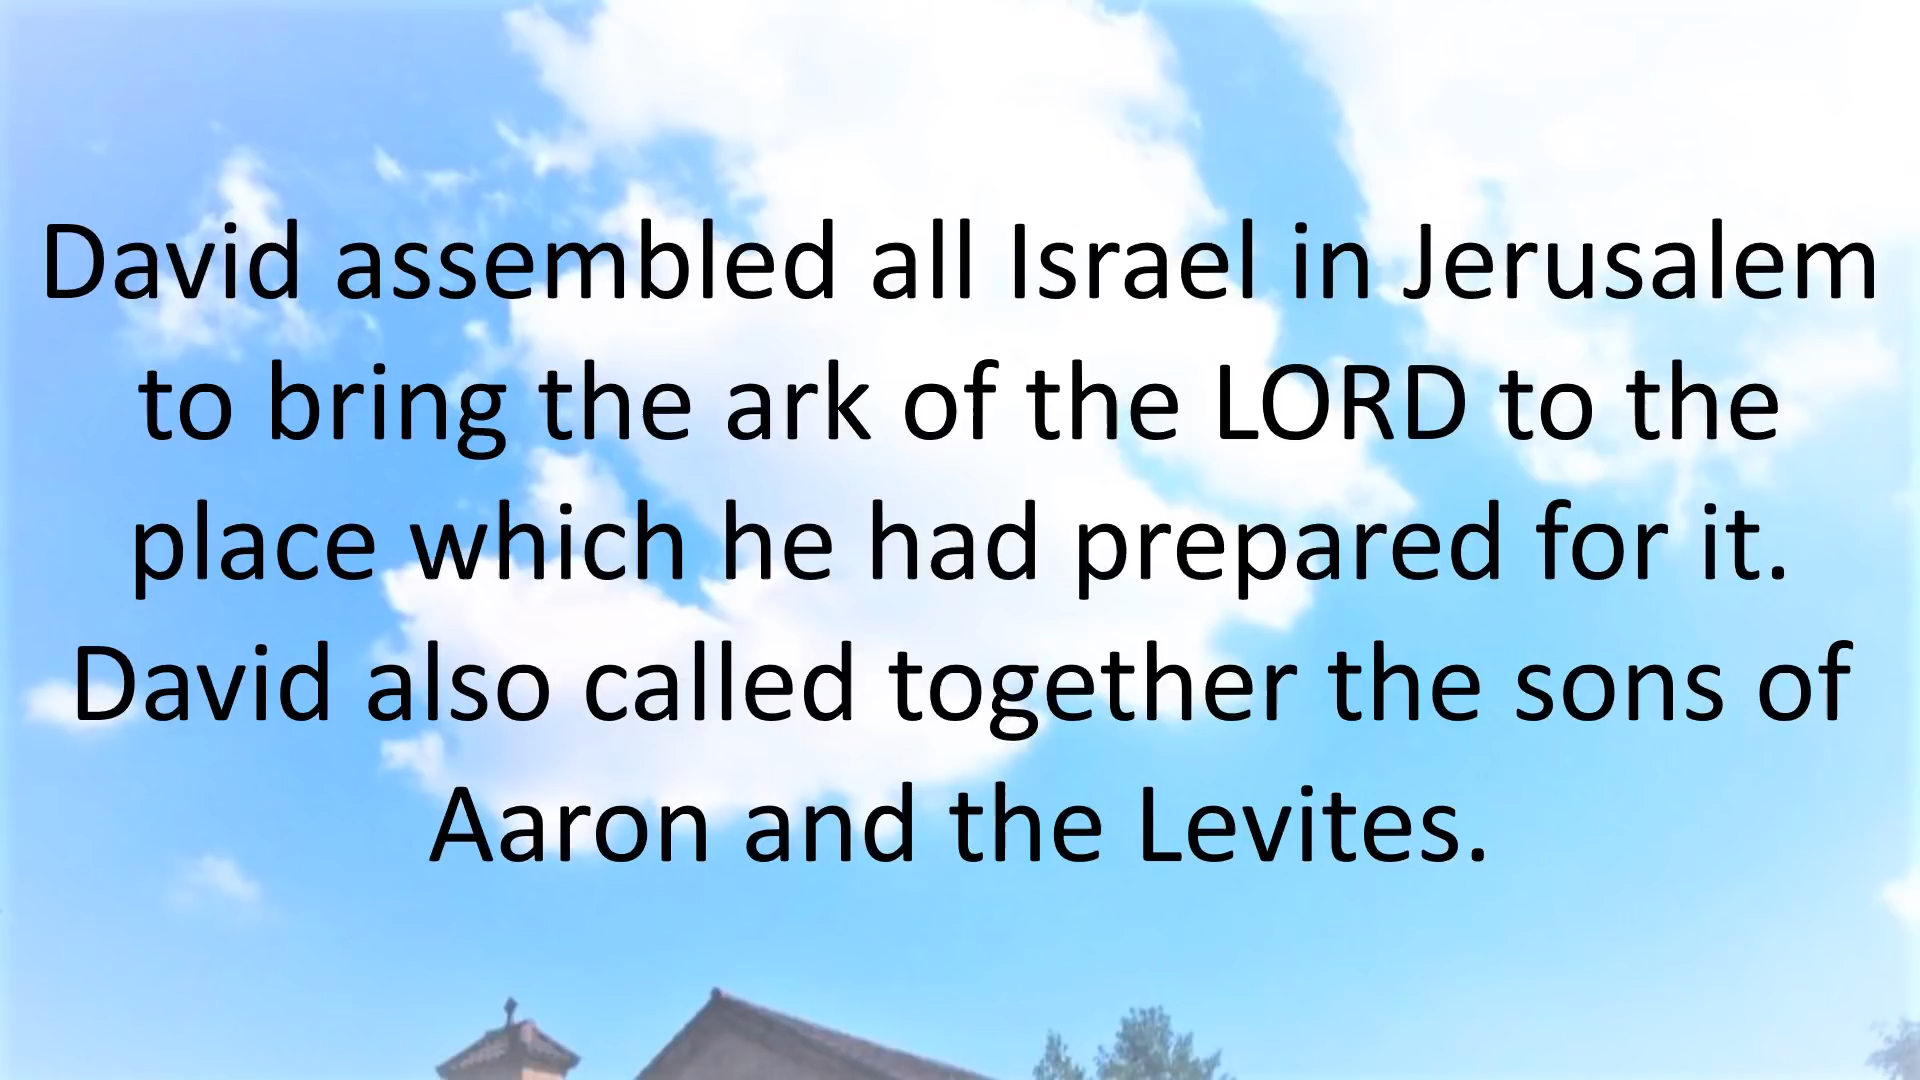 David assembled all Israel in Jerusalem
to bring the ark of the LORD to the
place which he had prepared for it.
David also called together the sons of
Aaron and the Levites.